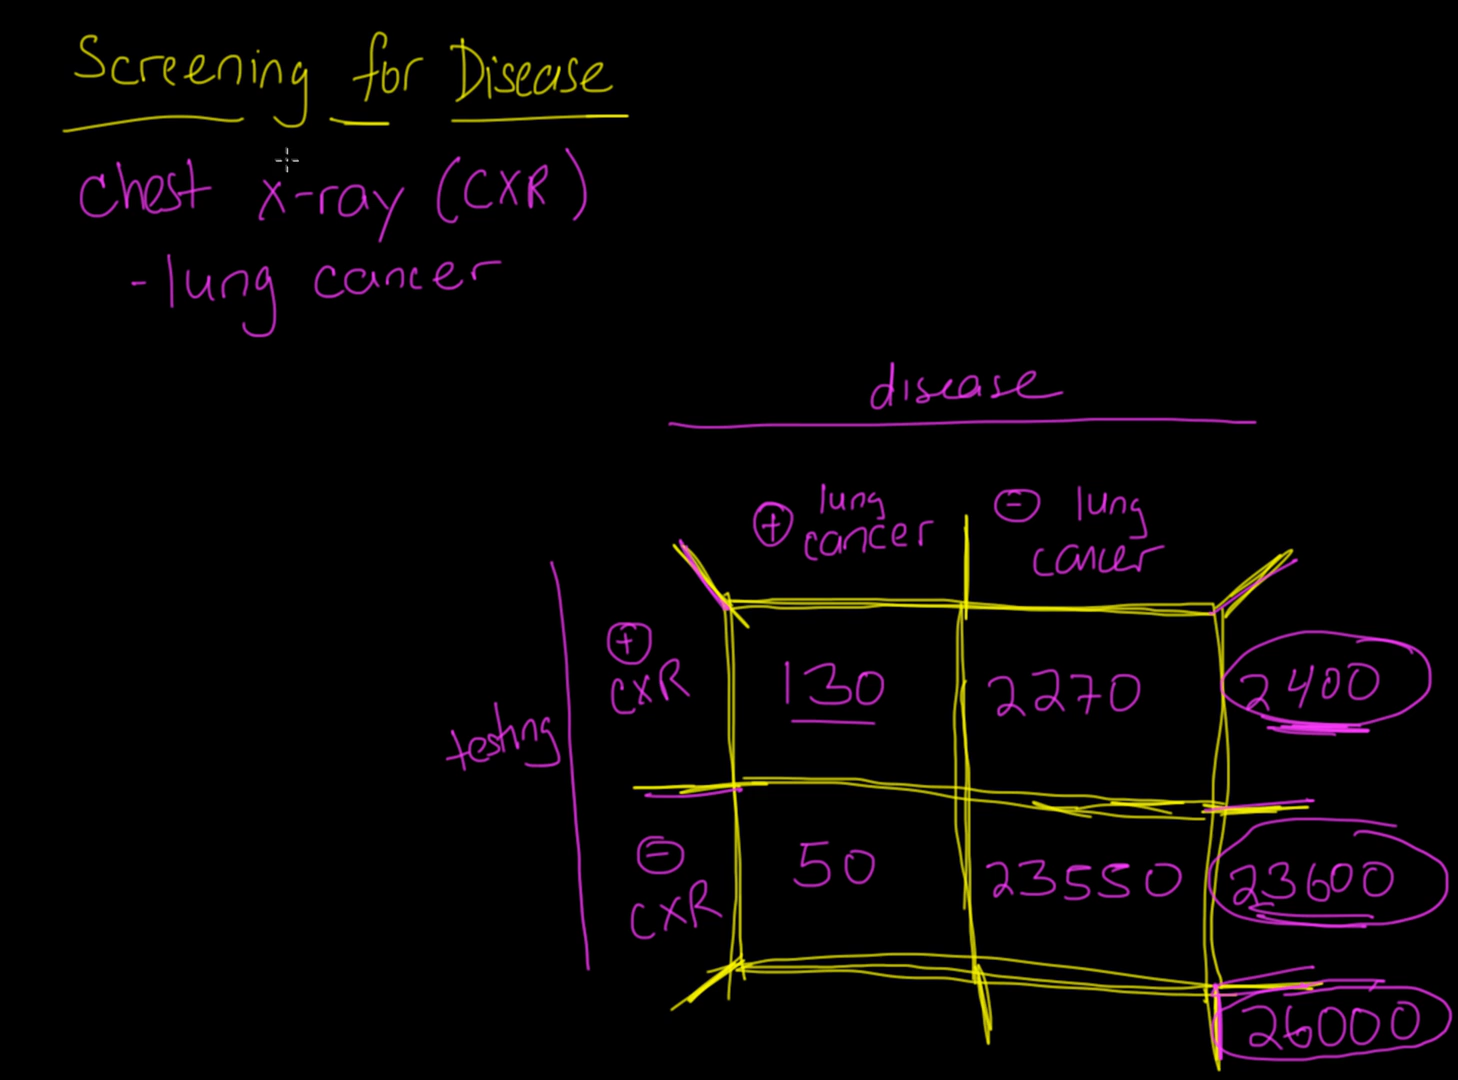 Screening for Disease
Chest x-ray (CXR)
- lung cancer
disease
+ lung cancer
- lung cancer
testing
+ CXR
130
2270
2400
- CXR
50
23550
23600
26000